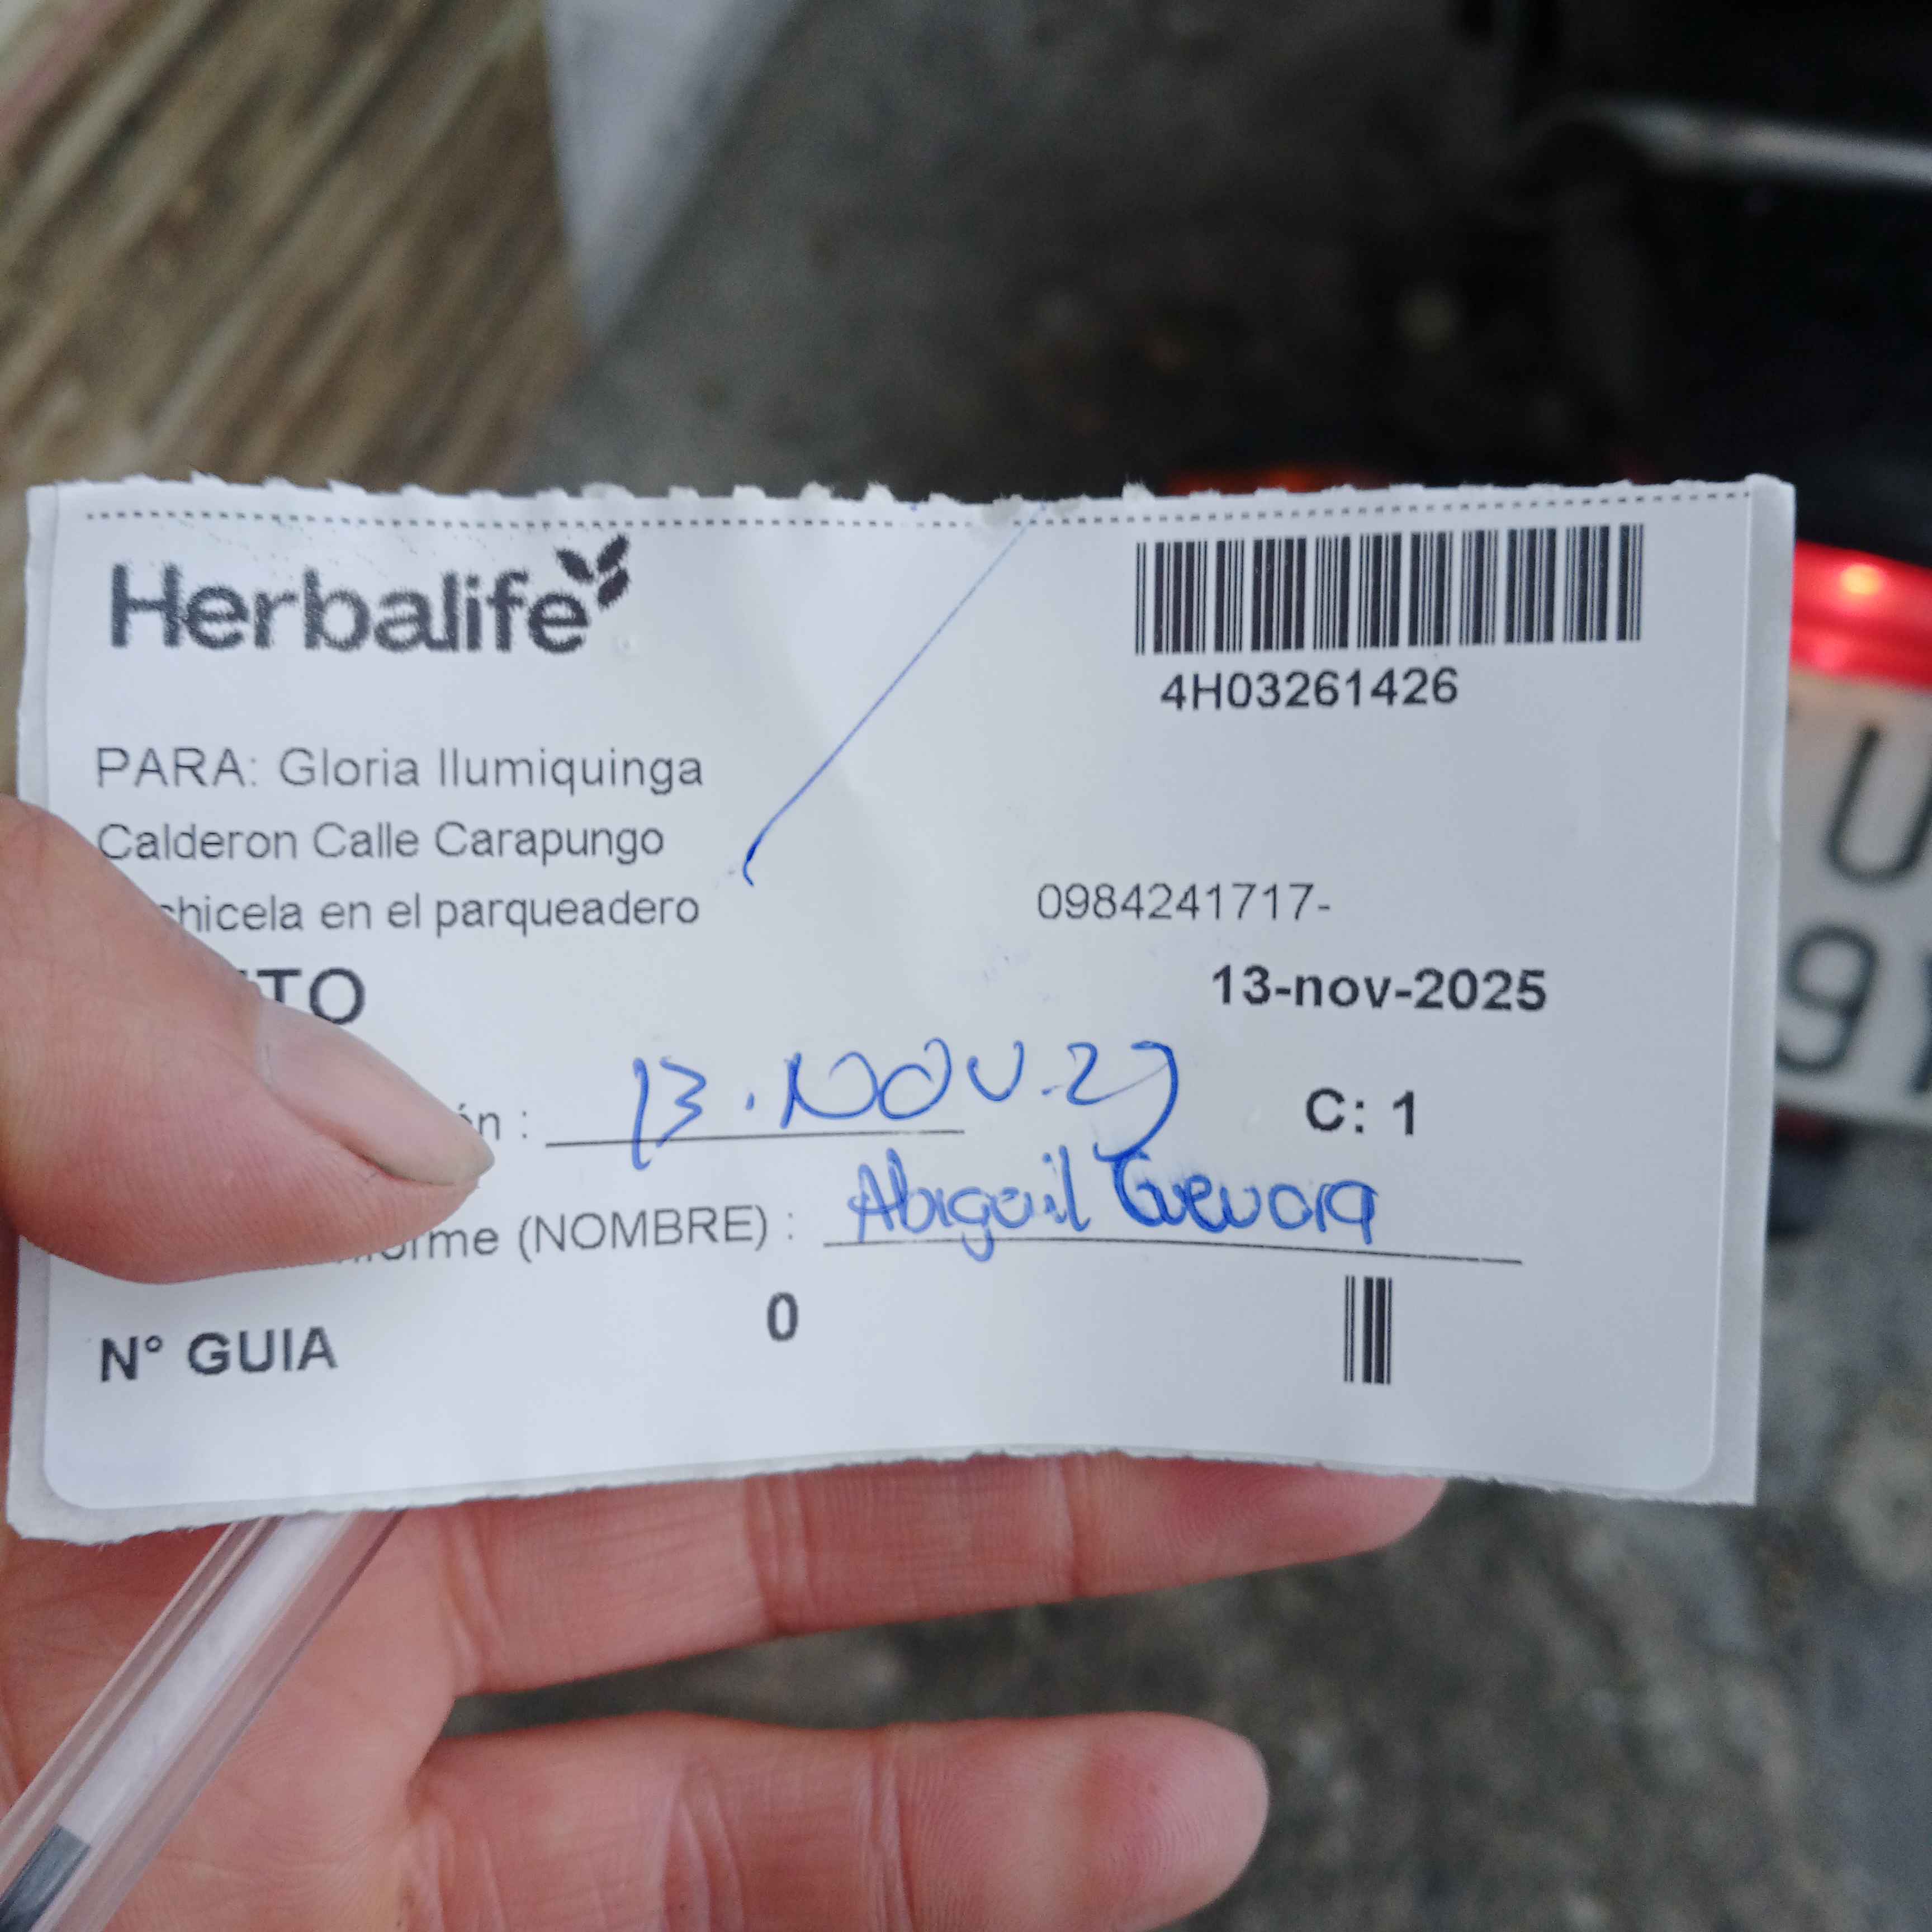 Herbalife
4H03261426
PARA: Gloria Ilumiquinga
Calderon Calle Carapungo
en el parqueadero
0984241717-
13-nov-2025
13. NOV. 25
C: 1
(NOMBRE) : Abigail Guevara
N° GUIA 0
U